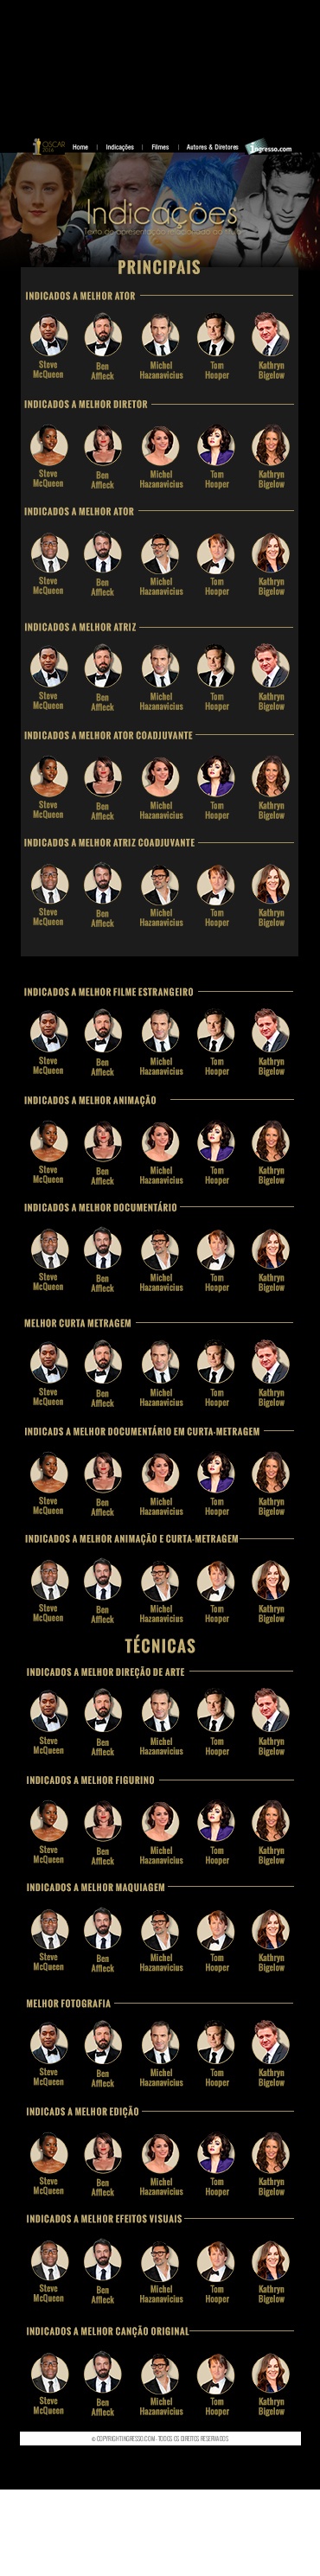 OSCAR
2016
Home | Indicações | Filmes | Autores & Diretores
Ingresso.com
Indicações
PRINCIPAIS
INDICADOS A MELHOR ATOR
Steve Ben Michel Tom Kathryn
McQueen Affleck Hazanavicius Hooper Bigelow
INDICADOS A MELHOR DIRETOR
Steve Ben Michel Tom Kathryn
McQueen Affleck Hazanavicius Hooper Bigelow
INDICADOS A MELHOR ATOR
Steve Ben Michel Tom Kathryn
McQueen Affleck Hazanavicius Hooper Bigelow
INDICADOS A MELHOR ATRIZ
Steve Ben Michel Tom Kathryn
McQueen Affleck Hazanavicius Hooper Bigelow
INDICADOS A MELHOR ATOR COADJUVANTE
Steve Ben Michel Tom Kathryn
McQueen Affleck Hazanavicius Hooper Bigelow
INDICADOS A MELHOR ATRIZ COADJUVANTE
Steve Ben Michel Tom Kathryn
McQueen Affleck Hazanavicius Hooper Bigelow
INDICADOS A MELHOR FILME ESTRANGEIRO
Steve Ben Michel Tom Kathryn
McQueen Affleck Hazanavicius Hooper Bigelow
INDICADOS A MELHOR ANIMAÇÃO
Steve Ben Michel Tom Kathryn
McQueen Affleck Hazanavicius Hooper Bigelow
INDICADOS A MELHOR DOCUMENTÁRIO
Steve Ben Michel Tom Kathryn
McQueen Affleck Hazanavicius Hooper Bigelow
MELHOR CURTA METRAGEM
Steve Ben Michel Tom Kathryn
McQueen Affleck Hazanavicius Hooper Bigelow
INDICADS A MELHOR DOCUMENTÁRIO EM CURTA-METRAGEM
Steve Ben Michel Tom Kathryn
McQueen Affleck Hazanavicius Hooper Bigelow
INDICADOS A MELHOR ANIMAÇÃO E CURTA-METRAGEM
Steve Ben Michel Tom Kathryn
McQueen Affleck Hazanavicius Hooper Bigelow
TÉCNICAS
INDICADOS A MELHOR DIREÇÃO DE ARTE
Steve Ben Michel Tom Kathryn
McQueen Affleck Hazanavicius Hooper Bigelow
INDICADOS A MELHOR FIGURINO
Steve Ben Michel Tom Kathryn
McQueen Affleck Hazanavicius Hooper Bigelow
INDICADOS A MELHOR MAQUIAGEM
Steve Ben Michel Tom Kathryn
McQueen Affleck Hazanavicius Hooper Bigelow
MELHOR FOTOGRAFIA
Steve Ben Michel Tom Kathryn
McQueen Affleck Hazanavicius Hooper Bigelow
INDICADS A MELHOR EDIÇÃO
Steve Ben Michel Tom Kathryn
McQueen Affleck Hazanavicius Hooper Bigelow
INDICADOS A MELHOR EFEITOS VISUAIS
Steve Ben Michel Tom Kathryn
McQueen Affleck Hazanavicius Hooper Bigelow
INDICADOS A MELHOR CANÇÃO ORIGINAL
Steve Ben Michel Tom Kathryn
McQueen Affleck Hazanavicius Hooper Bigelow
© COPYRIGHT INGRESSO.COM - TODOS OS DIREITOS RESERVADOS